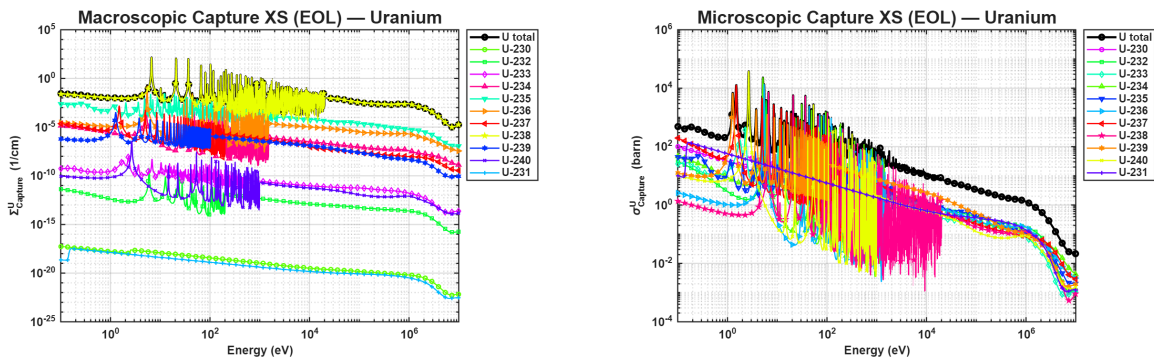 Macroscopic Capture XS (EOL) — Uranium
10^5
10^0
10^-5
10^-10
10^-15
10^-20
10^-25
10^0
10^2
10^4
10^6
Energy (eV)
Σ^U_Capture (1/cm)
U total
U-230
U-232
U-233
U-234
U-235
U-236
U-237
U-238
U-239
U-240
U-231
Microscopic Capture XS (EOL) — Uranium
10^6
10^4
10^2
10^0
10^-2
10^-4
10^0
10^2
10^4
10^6
Energy (eV)
σ^U_Capture (barn)
U total
U-230
U-232
U-233
U-234
U-235
U-236
U-237
U-238
U-239
U-240
U-231